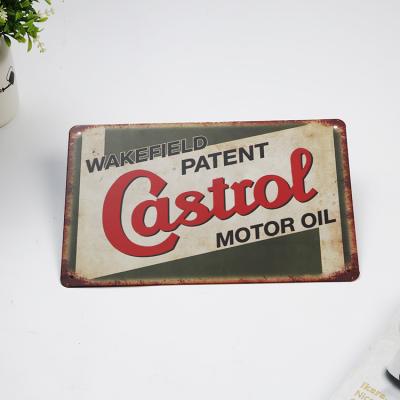 WAKEFIELD
PATENT
Castrol
MOTOR OIL